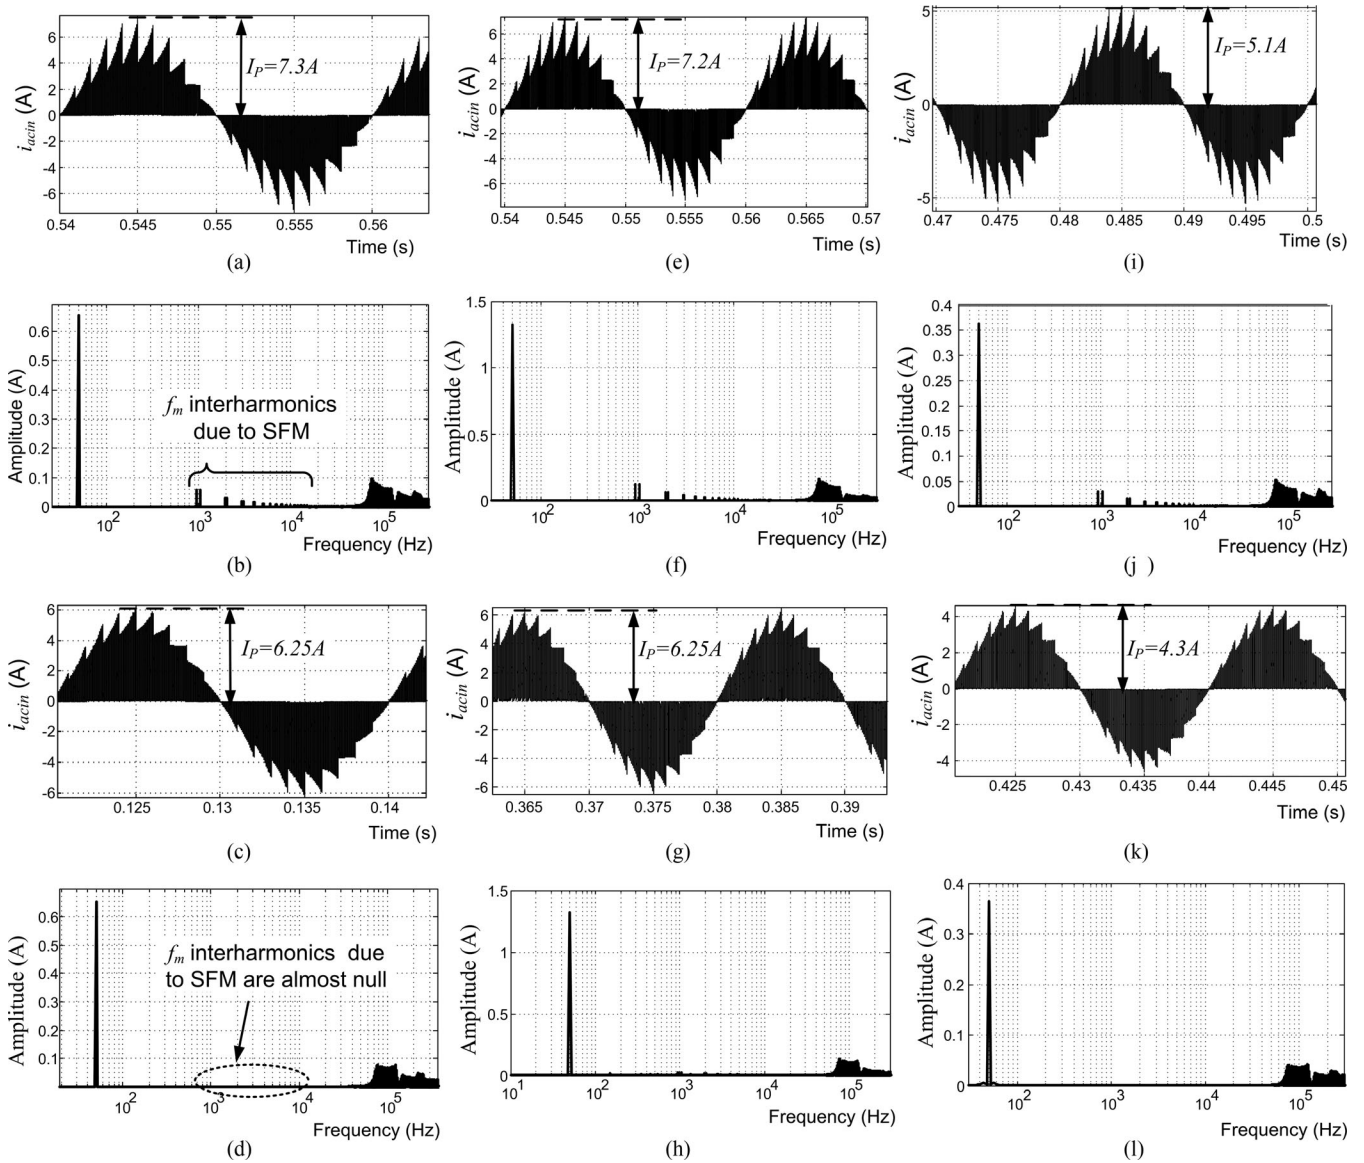 6
4
2
0
-2
-4
-6
i_acin (A)
I_P=7.3A
0.54 0.545 0.55 0.555 0.56
Time (s)
(a)
6
4
2
0
-2
-4
-6
i_acin (A)
I_P=7.2A
0.54 0.545 0.55 0.555 0.56 0.565 0.57
Time (s)
(e)
5
0
-5
i_acin (A)
I_P=5.1A
0.47 0.475 0.48 0.485 0.49 0.495 0.5
Time (s)
(i)
0.6
0.5
0.4
0.3
0.2
0.1
0
Amplitude (A)
f_m interharmonics
due to SFM
10^2 10^3 10^4 10^5
Frequency (Hz)
(b)
1.5
1
0.5
0
Amplitude (A)
10^2 10^3 10^4 10^5
Frequency (Hz)
(f)
0.4
0.35
0.3
0.25
0.2
0.15
0.1
0.05
0
Amplitude (A)
10^2 10^3 10^4 10^5
Frequency (Hz)
(j )
6
4
2
0
-2
-4
-6
i_acin (A)
I_P=6.25A
0.125 0.13 0.135 0.14
Time (s)
(c)
6
4
2
0
-2
-4
-6
i_acin (A)
I_P=6.25A
0.365 0.37 0.375 0.38 0.385 0.39
Time (s)
(g)
4
2
0
-2
-4
i_acin (A)
I_P=4.3A
0.425 0.43 0.435 0.44 0.445 0.45
Time (s)
(k)
0.6
0.5
0.4
0.3
0.2
0.1
Amplitude (A)
f_m interharmonics due
to SFM are almost null
10^2 10^3 10^4 10^5
Frequency (Hz)
(d)
1.5
1
0.5
0
Amplitude (A)
10 10^2 10^3 10^4 10^5
Frequency (Hz)
(h)
0.4
0.3
0.2
0.1
0
Amplitude (A)
10^2 10^3 10^4 10^5
Frequency (Hz)
(l)